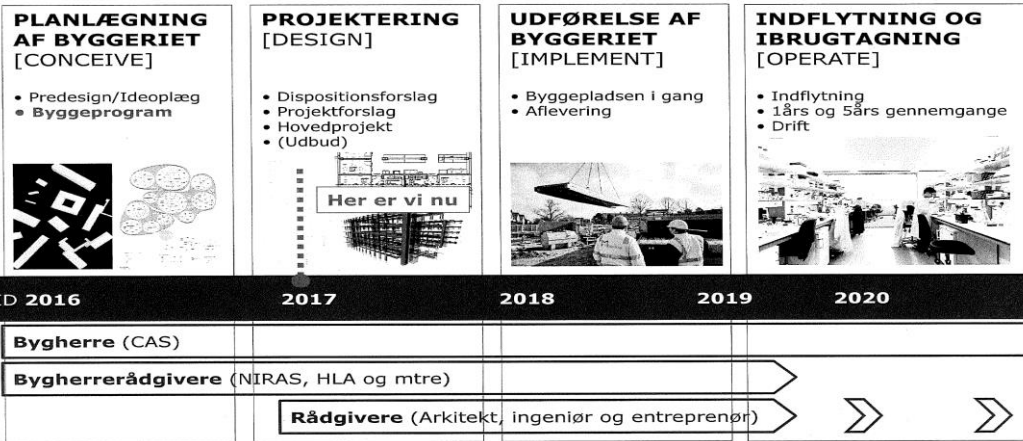 PLANLÆGNING
AF BYGGERIET
[CONCEIVE]
• Predesign/Ideoplæg
• Byggeprogram
PROJEKTERING
[DESIGN]
• Dispositionsforslag
• Projektforslag
• Hovedprojekt
• (Udbud)
Her er vi nu
UDFØRELSE AF
BYGGERIET
[IMPLEMENT]
• Byggepladsen i gang
• Aflevering
INDFLYTNING OG
IBRUGTAGNING
[OPERATE]
• Indflytning
• 1års og 5års gennemgange
• Drift
ID 2016 2017 2018 2019 2020
Bygherre (CAS)
Bygherrerådgivere (NIRAS, HLA og mtre)
Rådgivere (Arkitekt, ingeniør og entreprenør)